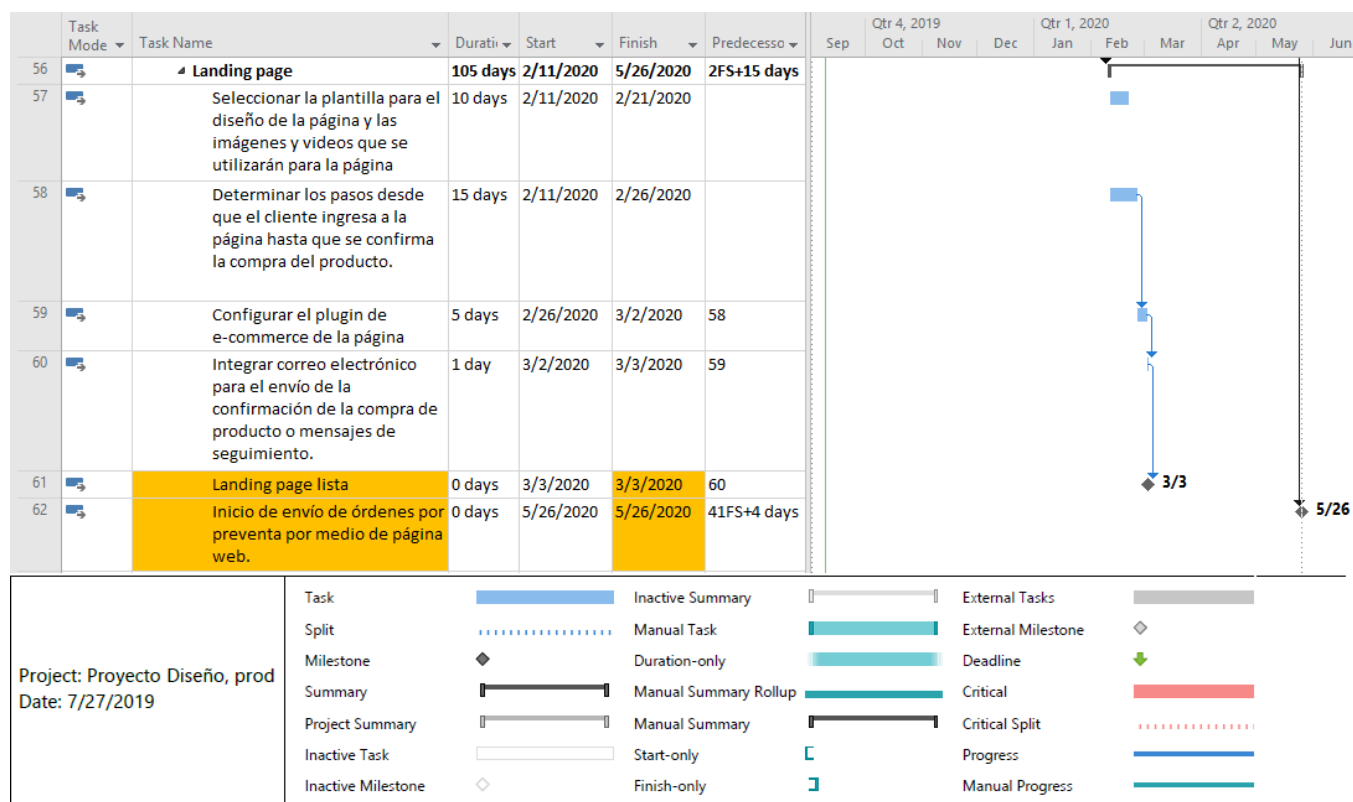 Qtr 4, 2019 Qtr 1, 2020 Qtr 2, 2020
Task Mode Task Name Durati Start Finish Predecesso Sep Oct Nov Dec Jan Feb Mar Apr May Jun
56 Landing page 105 days 2/11/2020 5/26/2020 2FS+15 days
57 Seleccionar la plantilla para el 10 days 2/11/2020 2/21/2020
diseño de la página y las
imágenes y videos que se
utilizarán para la página
58 Determinar los pasos desde 15 days 2/11/2020 2/26/2020
que el cliente ingresa a la
página hasta que se confirma
la compra del producto.
59 Configurar el plugin de 5 days 2/26/2020 3/2/2020 58
e-commerce de la página
60 Integrar correo electrónico 1 day 3/2/2020 3/3/2020 59
para el envío de la
confirmación de la compra de
producto o mensajes de
seguimiento.
61 Landing page lista 0 days 3/3/2020 3/3/2020 60 3/3
62 Inicio de envío de órdenes por 0 days 5/26/2020 5/26/2020 41FS+4 days 5/26
preventa por medio de página
web.
Project: Proyecto Diseño, prod
Date: 7/27/2019
Task Inactive Summary External Tasks
Split Manual Task External Milestone
Milestone Duration-only Deadline
Summary Manual Summary Rollup Critical
Project Summary Manual Summary Critical Split
Inactive Task Start-only Progress
Inactive Milestone Finish-only Manual Progress